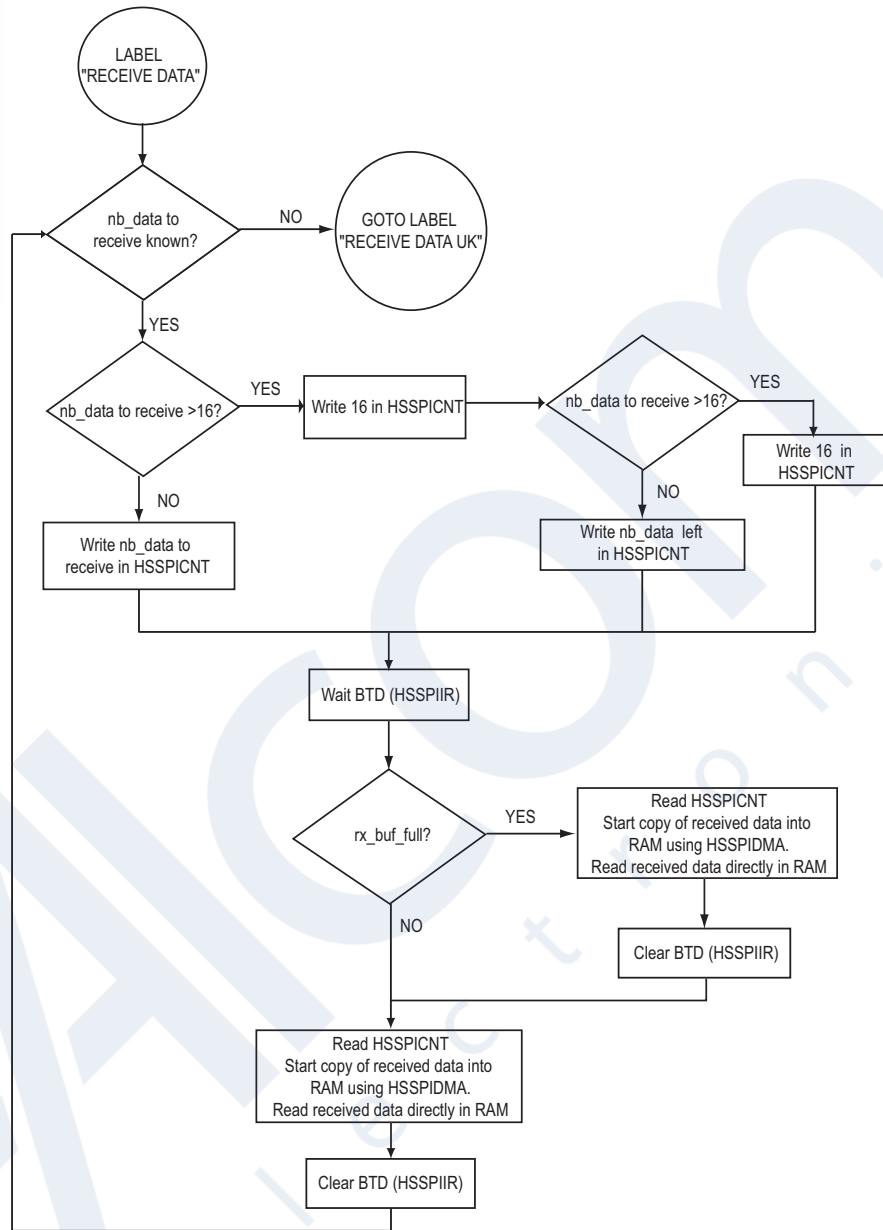 LABEL
"RECEIVE DATA"
nb_data to
receive known?
NO
GOTO LABEL
"RECEIVE DATA UK"
YES
nb_data to receive >16?
YES
Write 16 in HSSPICNT
nb_data to receive >16?
YES
Write 16 in
HSSPICNT
NO
Write nb_data to
receive in HSSPICNT
NO
Write nb_data left
in HSSPICNT
Wait BTD (HSSPIIR)
rx_buf_full?
YES
Read HSSPICNT
Start copy of received data into
RAM using HSSPIDMA.
Read received data directly in RAM
NO
Clear BTD (HSSPIIR)
Read HSSPICNT
Start copy of received data into
RAM using HSSPIDMA.
Read received data directly in RAM
Clear BTD (HSSPIIR)
Alcom
lectron.